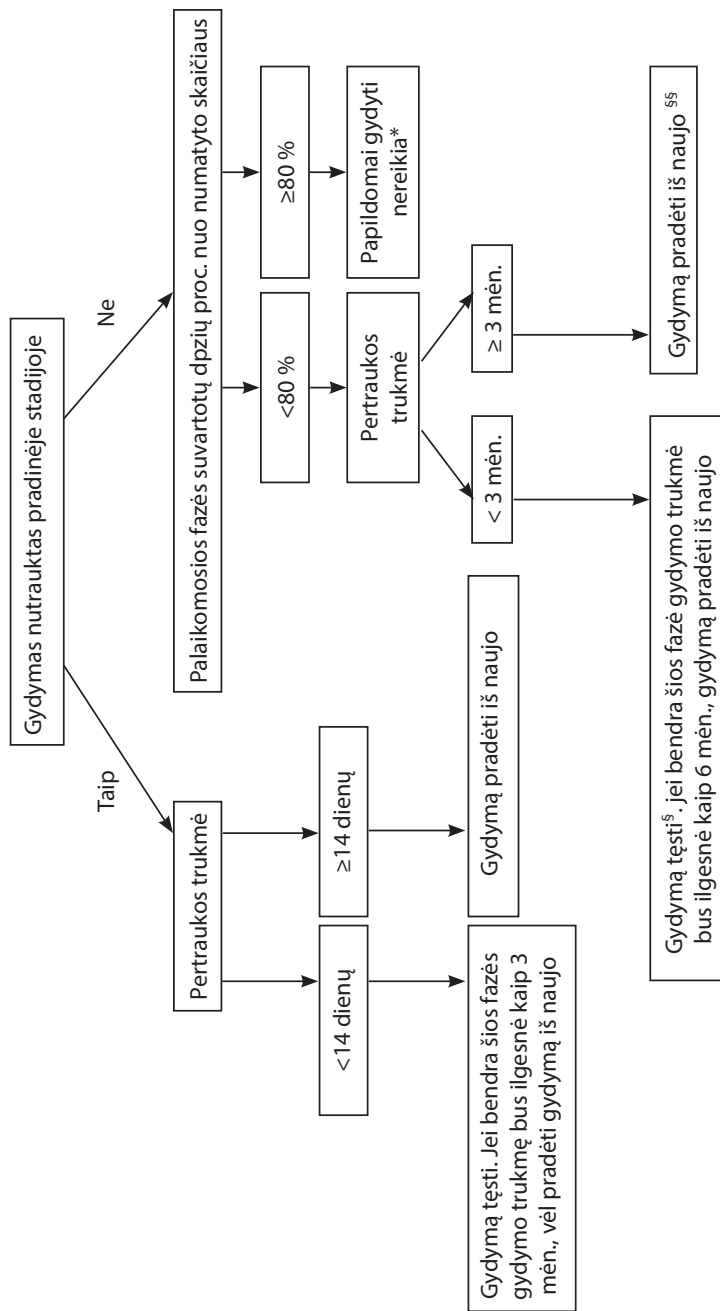 Gydymas nutrauktas pradinėje stadijoje
Taip
Ne
Pertraukos trukmė
<14 dienų
≥14 dienų
Gydymą tęsti. Jei bendra šios fazės
gydymo trukmę bus ilgesnė kaip 3
mėn., vėl pradėti gydymą iš naujo
Gydymą pradėti iš naujo
Palaikomosios fazės suvartotų dpzių proc. nuo numatyto skaičiaus
<80 %
≥80 %
Pertraukos
trukmė
Papildomai gydyti
nereikia*
< 3 mėn.
≥ 3 mėn.
Gydymą tęsti§. jei bendra šios fazė gydymo trukmė
bus ilgesnė kaip 6 mėn., gydymą pradėti iš naujo
Gydymą pradėti iš naujo §§